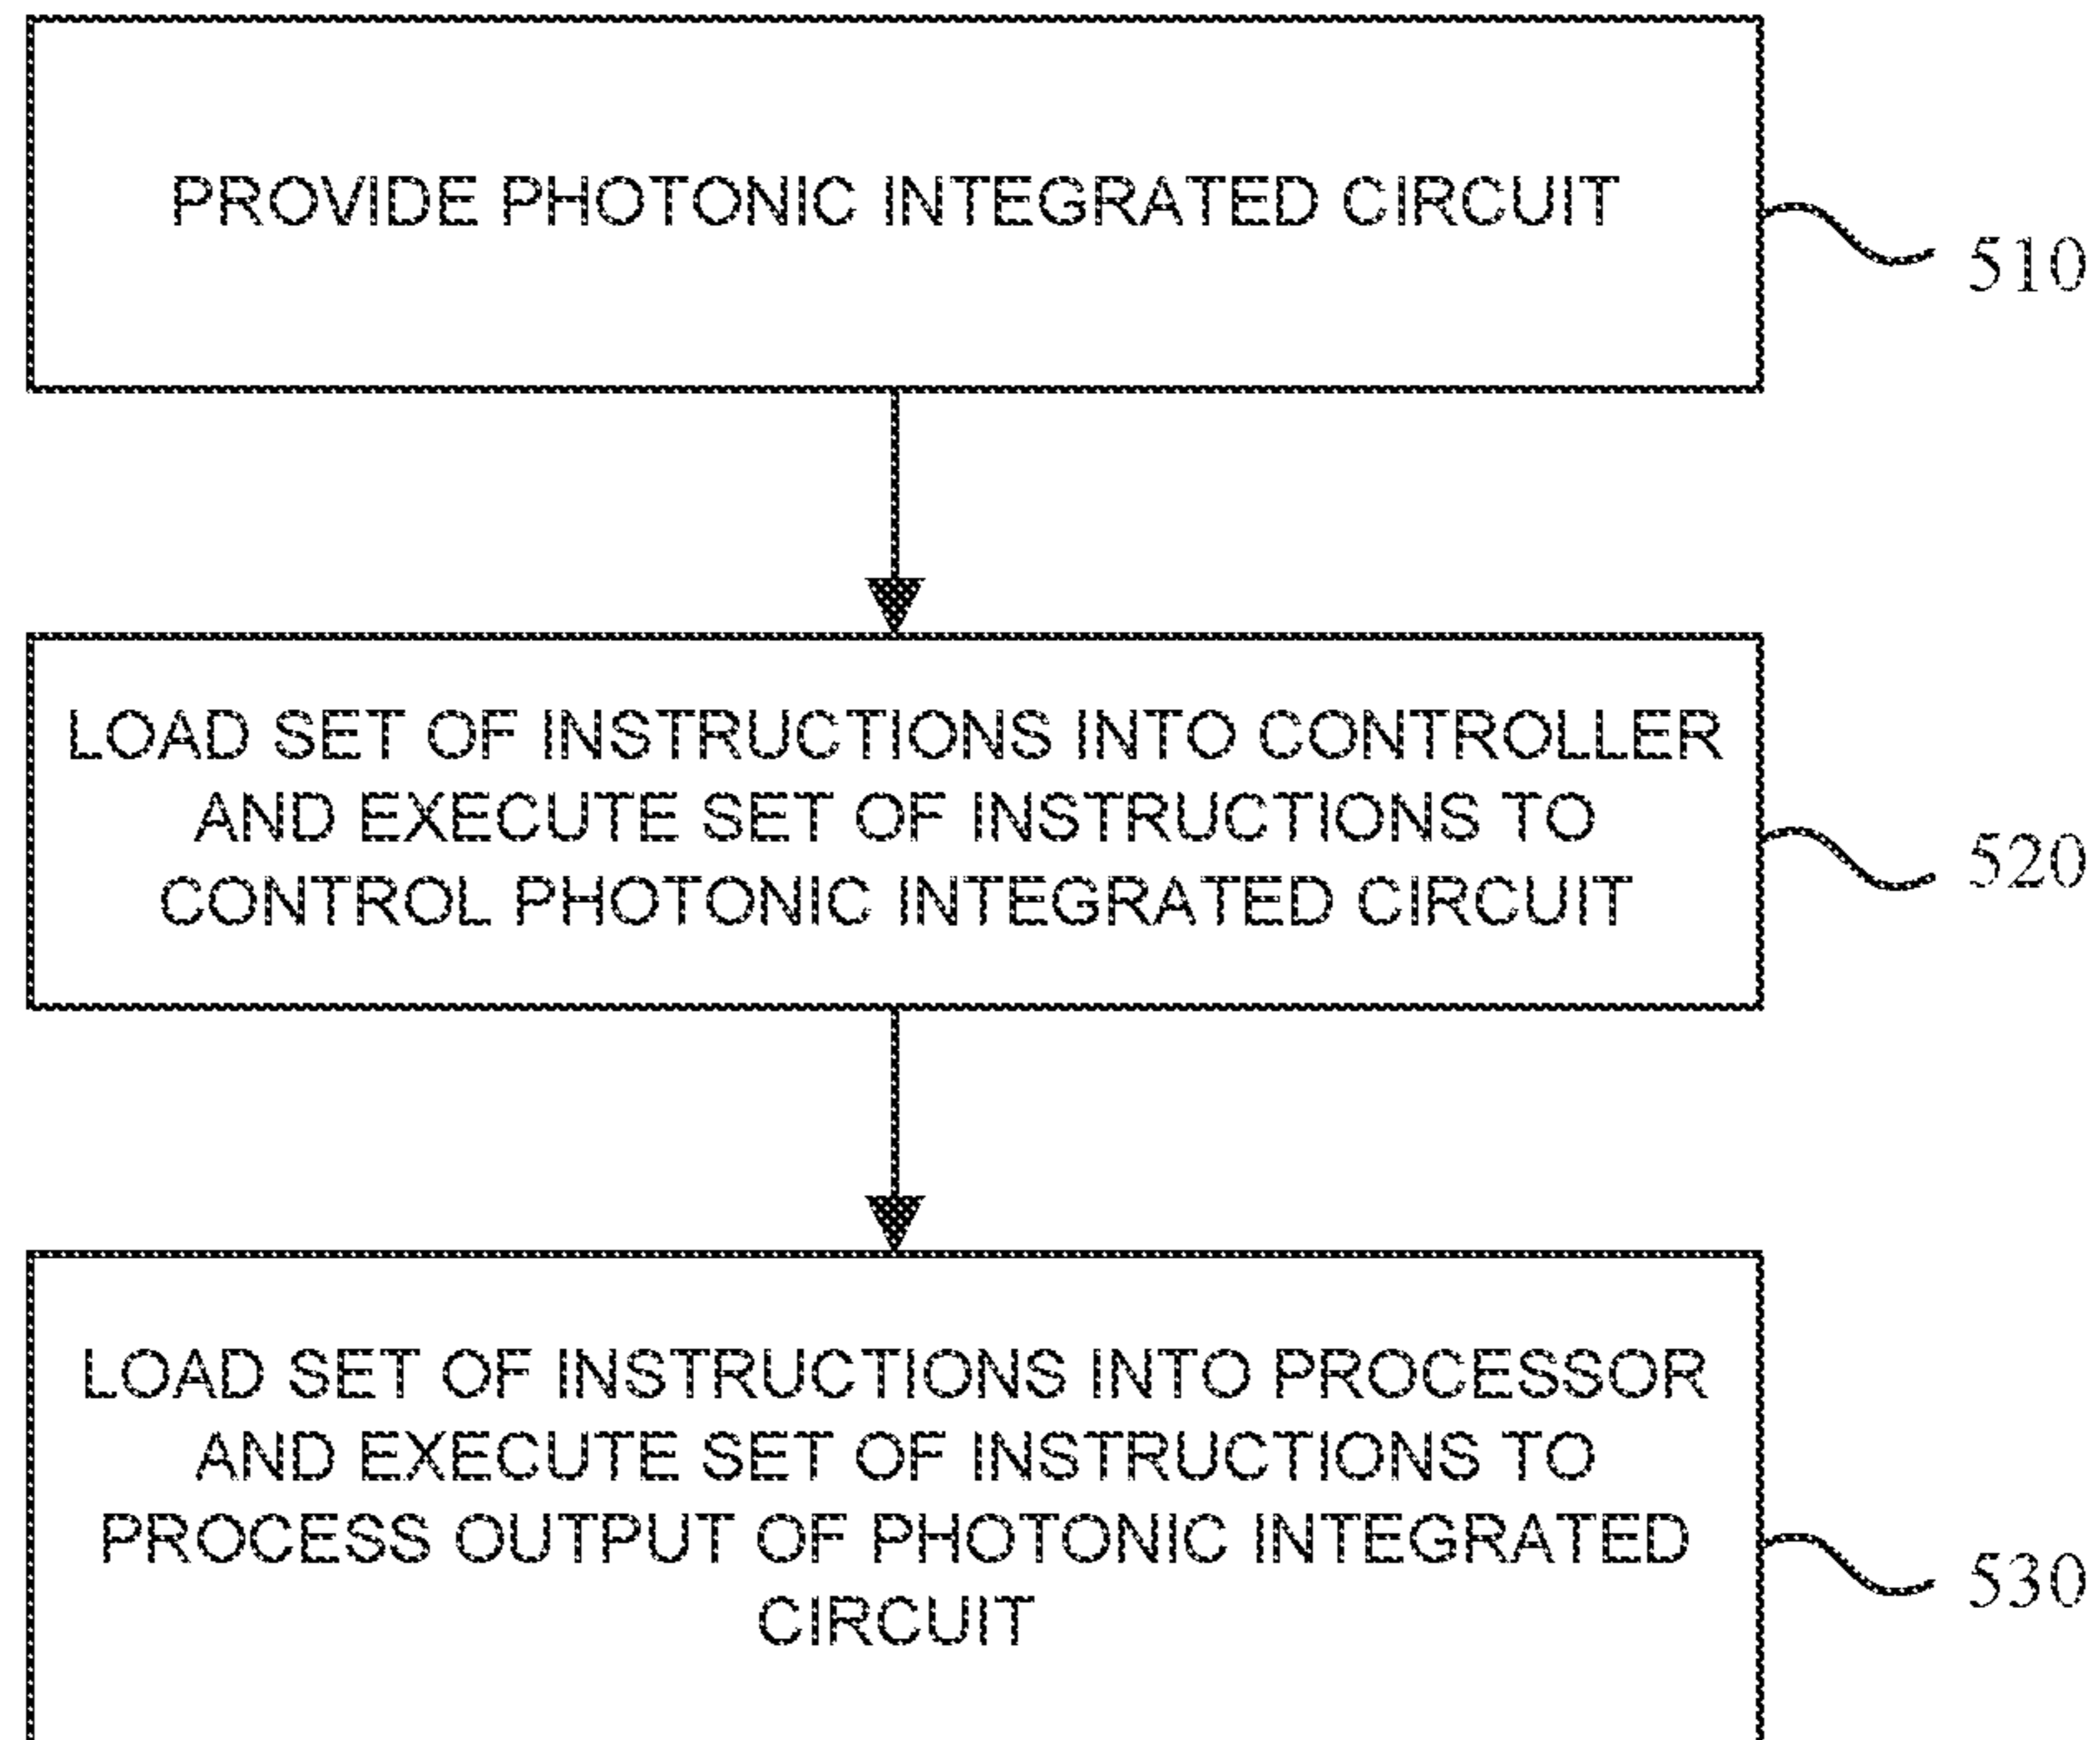 PROVIDE PHOTONIC INTEGRATED CIRCUIT
510
LOAD SET OF INSTRUCTIONS INTO CONTROLLER
AND EXECUTE SET OF INSTRUCTIONS TO
CONTROL PHOTONIC INTEGRATED CIRCUIT
520
LOAD SET OF INSTRUCTIONS INTO PROCESSOR
AND EXECUTE SET OF INSTRUCTIONS TO
PROCESS OUTPUT OF PHOTONIC INTEGRATED
CIRCUIT
530